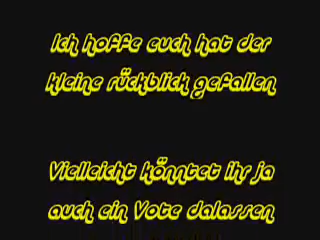 Ich hoffe euch hat der
kleine rückblick gefallen
Vielleicht könntet ihr ja
auch ein Vote dalassen